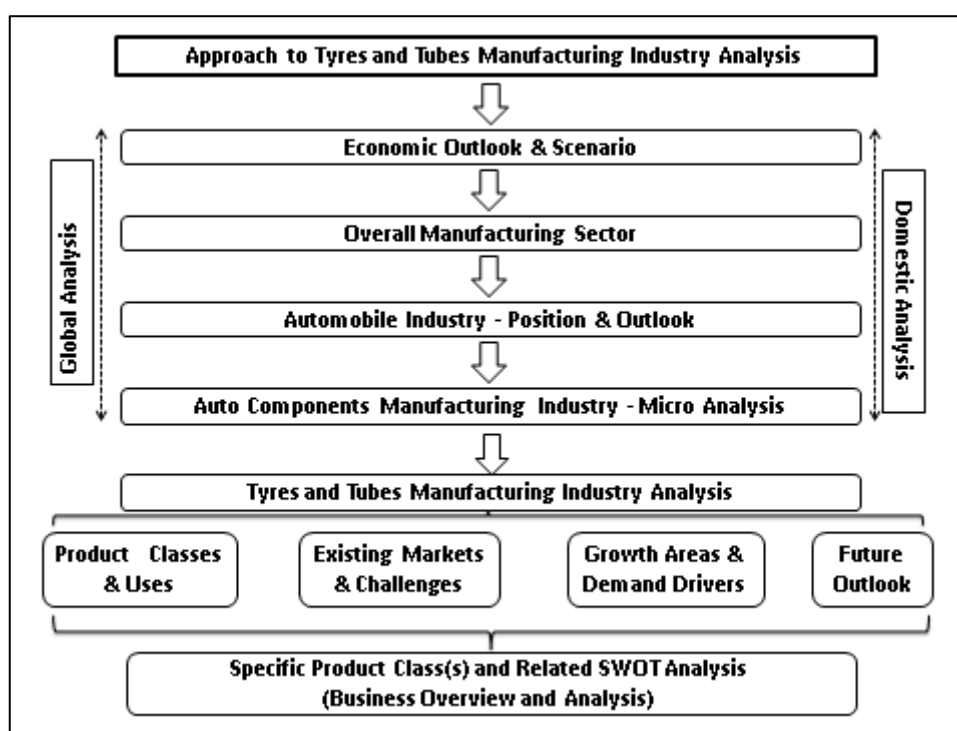 Approach to Tyres and Tubes Manufacturing Industry Analysis
Economic Outlook & Scenario
Overall Manufacturing Sector
Automobile Industry - Position & Outlook
Auto Components Manufacturing Industry - Micro Analysis
Global Analysis
Domestic Analysis
Tyres and Tubes Manufacturing Industry Analysis
Product Classes
& Uses
Existing Markets
& Challenges
Growth Areas &
Demand Drivers
Future
Outlook
Specific Product Class(s) and Related SWOT Analysis
(Business Overview and Analysis)